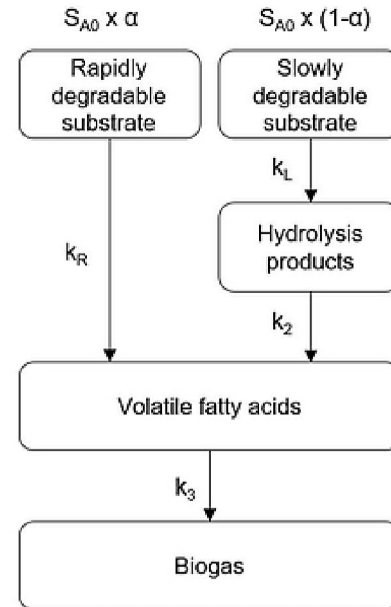 S_A0 x α
S_A0 x (1-α)
Rapidly
degradable
substrate
Slowly
degradable
substrate
k_L
Hydrolysis
products
k_R
k_2
Volatile fatty acids
k_3
Biogas